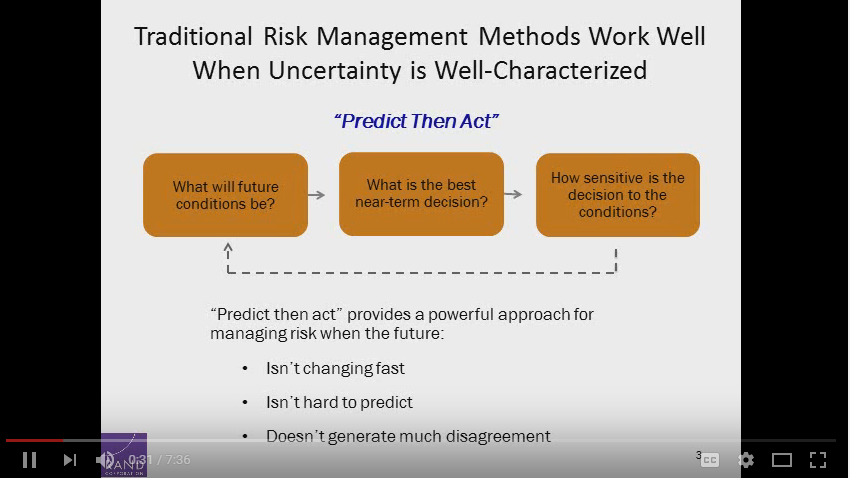 Traditional Risk Management Methods Work Well
When Uncertainty is Well-Characterized
“Predict Then Act”
What will future
conditions be?
What is the best
near-term decision?
How sensitive is the
decision to the
conditions?
“Predict then act” provides a powerful approach for
managing risk when the future:
• Isn’t changing fast
• Isn’t hard to predict
• Doesn’t generate much disagreement
RAND
CORPORATION
0:31 / 7:36
3
CC